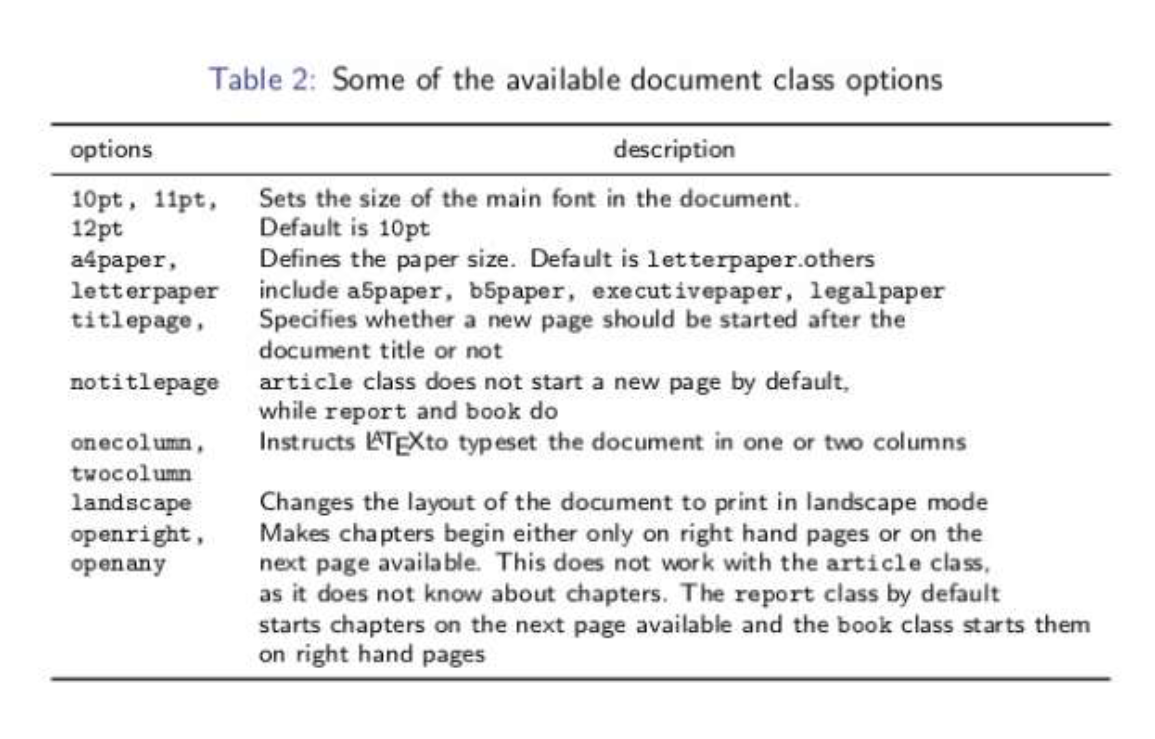 Table 2: Some of the available document class options
options description
10pt, 11pt, Sets the size of the main font in the document.
12pt Default is 10pt
a4paper, Defines the paper size. Default is letterpaper.others
letterpaper include a5paper, b5paper, executivepaper, legalpaper
titlepage, Specifies whether a new page should be started after the
document title or not
notitlepage article class does not start a new page by default,
while report and book do
onecolumn, Instructs LATEXto typeset the document in one or two columns
twocolumn
landscape Changes the layout of the document to print in landscape mode
openright, Makes chapters begin either only on right hand pages or on the
openany next page available. This does not work with the article class,
as it does not know about chapters. The report class by default
starts chapters on the next page available and the book class starts them
on right hand pages